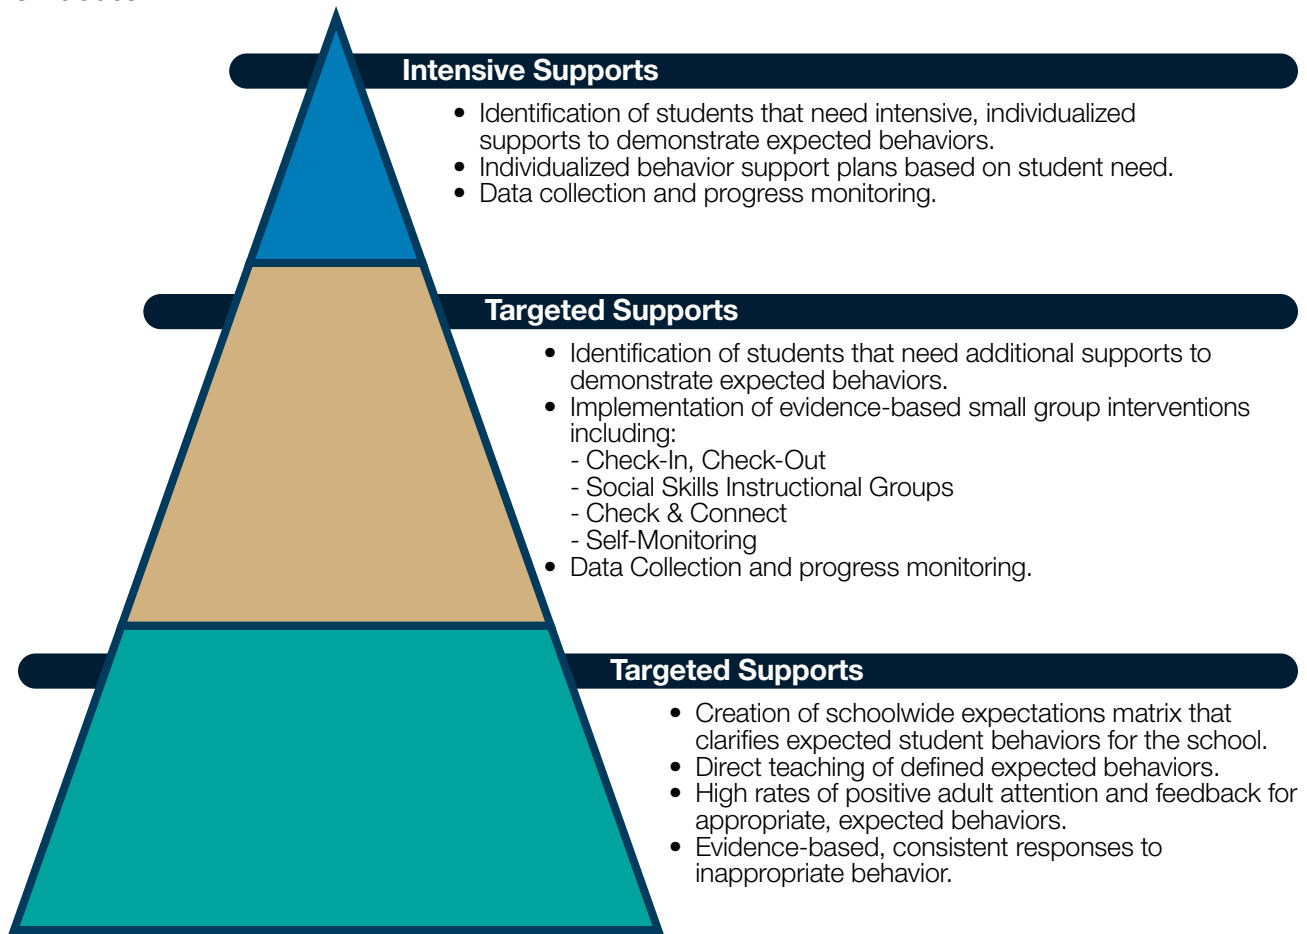 Intensive Supports
• Identification of students that need intensive, individualized
supports to demonstrate expected behaviors.
• Individualized behavior support plans based on student need.
• Data collection and progress monitoring.
Targeted Supports
• Identification of students that need additional supports to
demonstrate expected behaviors.
• Implementation of evidence-based small group interventions
including:
- Check-In, Check-Out
- Social Skills Instructional Groups
- Check & Connect
- Self-Monitoring
• Data Collection and progress monitoring.
Targeted Supports
• Creation of schoolwide expectations matrix that
clarifies expected student behaviors for the school.
• Direct teaching of defined expected behaviors.
• High rates of positive adult attention and feedback for
appropriate, expected behaviors.
• Evidence-based, consistent responses to
inappropriate behavior.